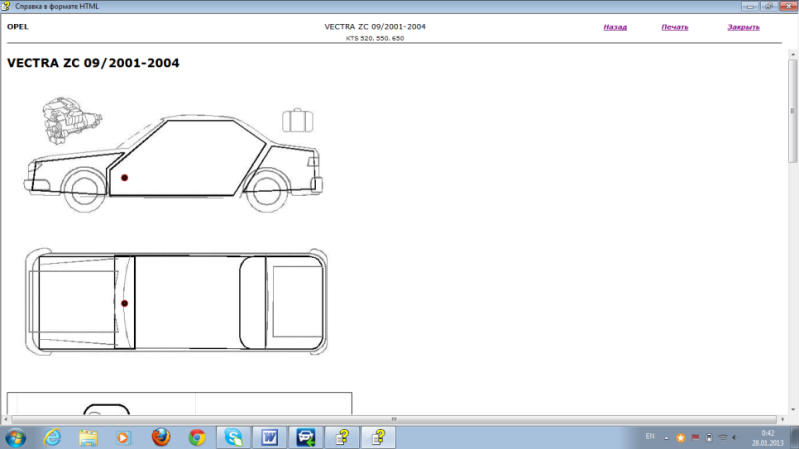 Справка в формате HTML
OPEL
VECTRA ZC 09/2001-2004
Назад
Печать
Закрыть
KTS 520, 550, 650
VECTRA ZC 09/2001-2004
EN
0:42
28.01.2013